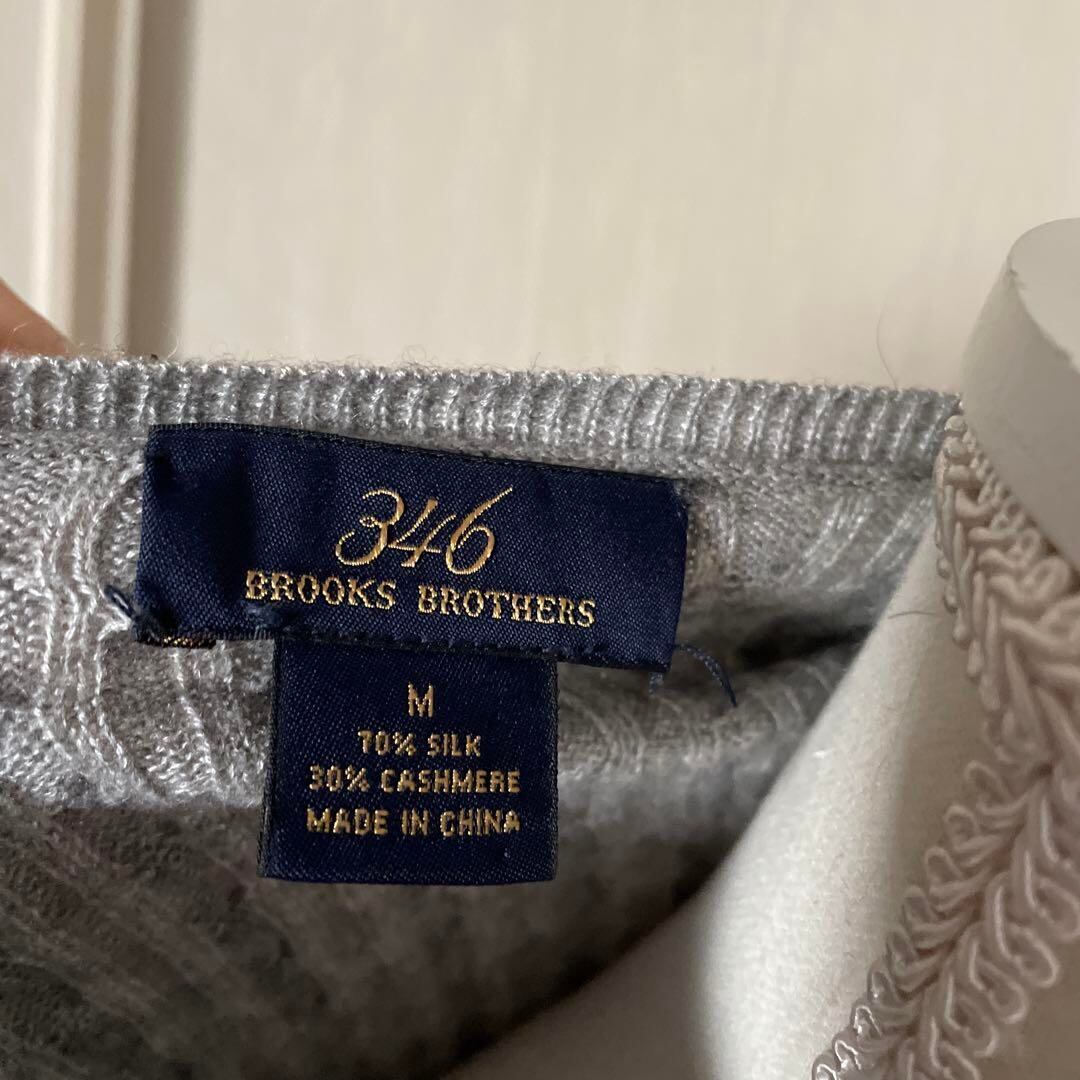 346
BROOKS BROTHERS
M
70% SILK
30% CASHMERE
MADE IN CHINA